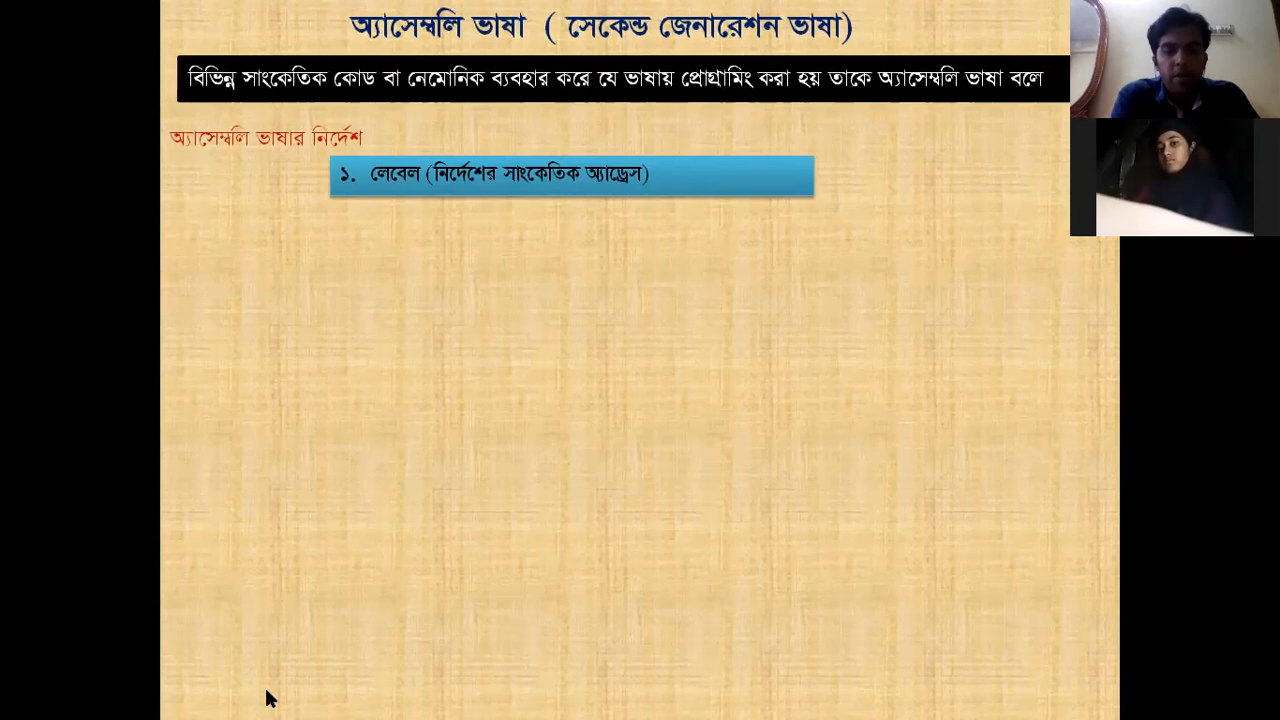 অ্যাসেম্বলি ভাষা ( সেকেন্ড জেনারেশন ভাষা)
বিভিন্ন সাংকেতিক কোড বা নেমোনিক ব্যবহার করে যে ভাষায় প্রোগ্রামিং করা হয় তাকে অ্যাসেম্বলি ভাষা বলে
অ্যাসেম্বলি ভাষার নির্দেশ
১. লেবেল (নির্দেশের সাংকেতিক অ্যাড্রেস)